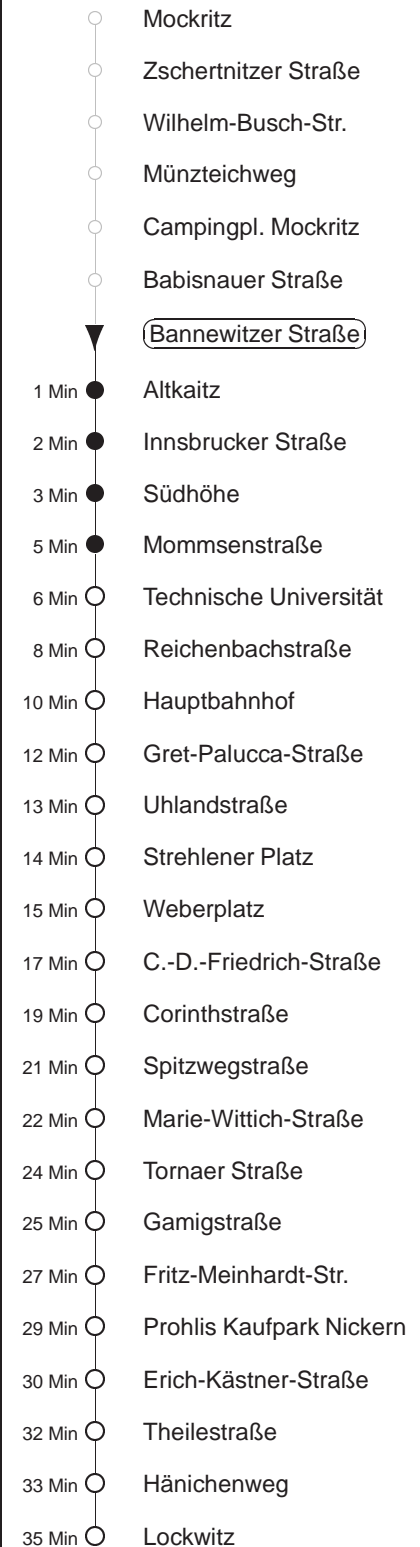 Mockritz
Zschertnitzer Straße
Wilhelm-Busch-Str.
Münzteichweg
Campingpl. Mockritz
Babisnauer Straße
Bannewitzer Straße
1 Min Altkaitz
2 Min Innsbrucker Straße
3 Min Südhöhe
5 Min Mommsenstraße
6 Min Technische Universität
8 Min Reichenbachstraße
10 Min Hauptbahnhof
12 Min Gret-Palucca-Straße
13 Min Uhlandstraße
14 Min Strehlener Platz
15 Min Weberplatz
17 Min C.-D.-Friedrich-Straße
19 Min Corinthstraße
21 Min Spitzwegstraße
22 Min Marie-Wittich-Straße
24 Min Tornaer Straße
25 Min Gamigstraße
27 Min Fritz-Meinhardt-Str.
29 Min Prohlis Kaufpark Nickern
30 Min Erich-Kästner-Straße
32 Min Theilestraße
33 Min Hänichenweg
35 Min Lockwitz